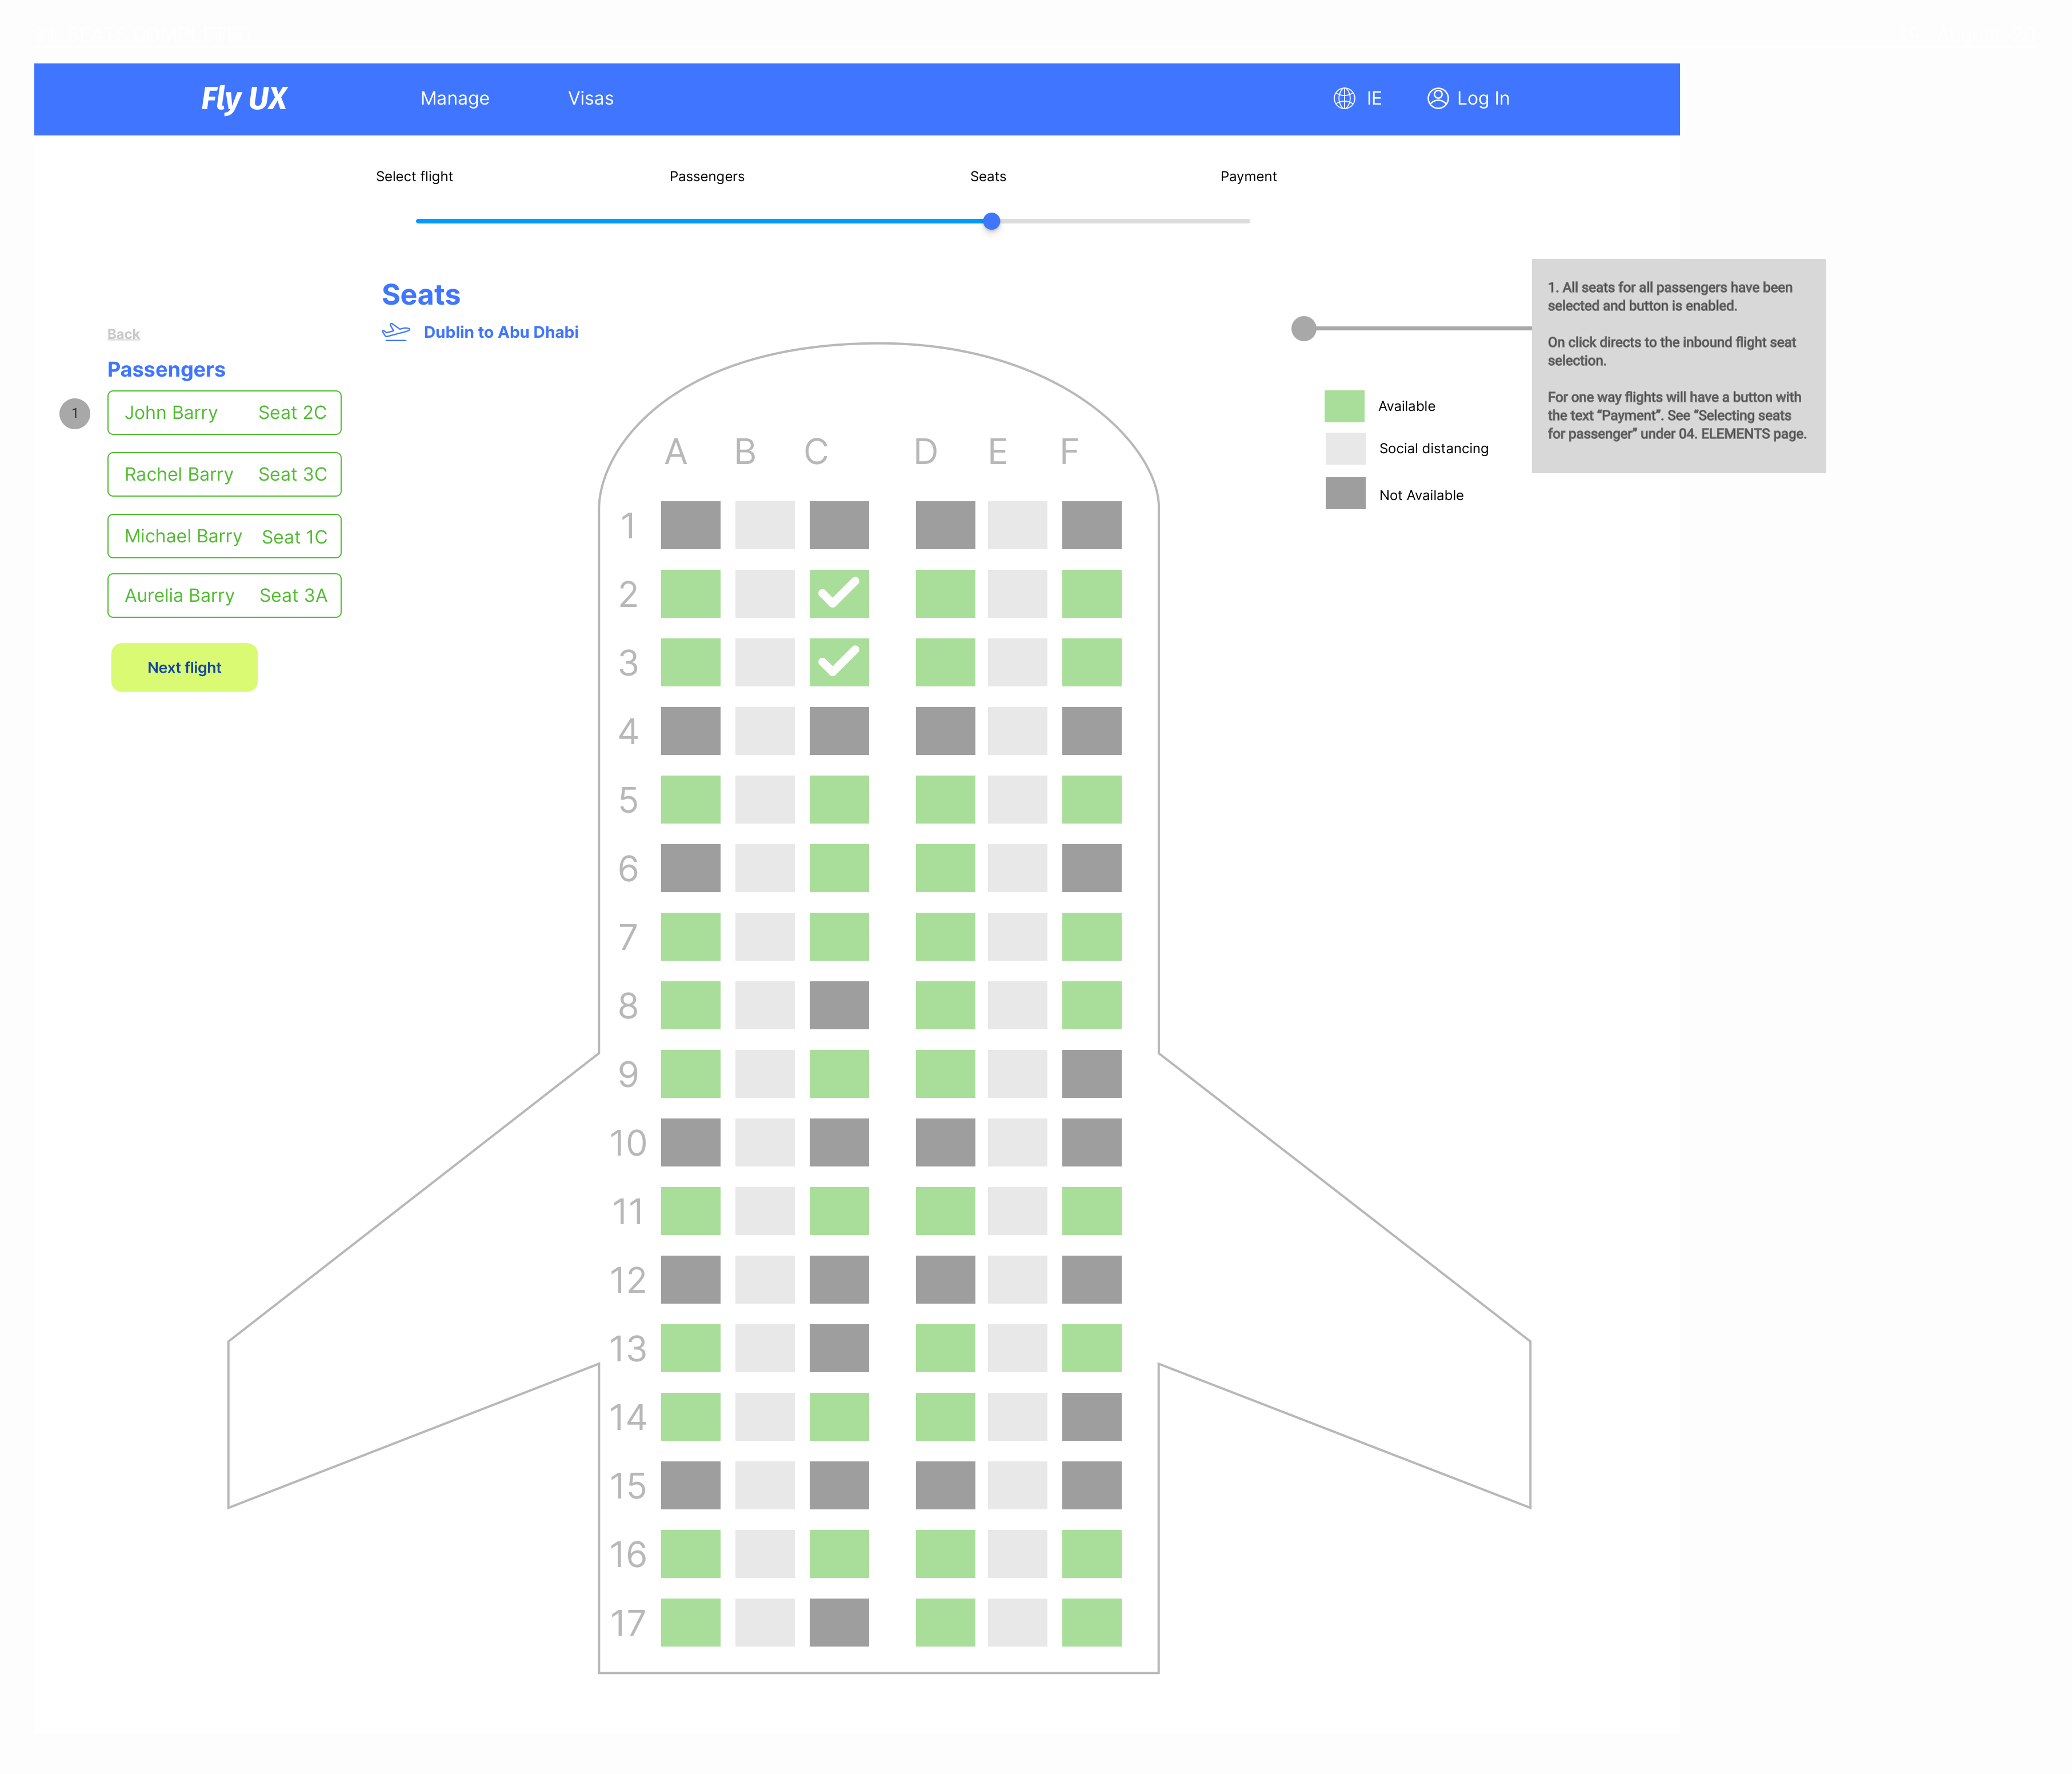 Fly UX
Manage
Visas
IE
Log In
Select flight
Passengers
Seats
Payment
Seats
Dublin to Abu Dhabi
Back
Passengers
1
John Barry Seat 2C
Rachel Barry Seat 3C
Michael Barry Seat 1C
Aurelia Barry Seat 3A
Next flight
A B C D E F
1
2
3
4
5
6
7
8
9
10
11
12
13
14
15
16
17
Available
Social distancing
Not Available
1. All seats for all passengers have been
selected and button is enabled.
On click directs to the inbound flight seat
selection.
For one way flights will have a button with
the text “Payment”. See “Selecting seats
for passenger” under 04. ELEMENTS page.